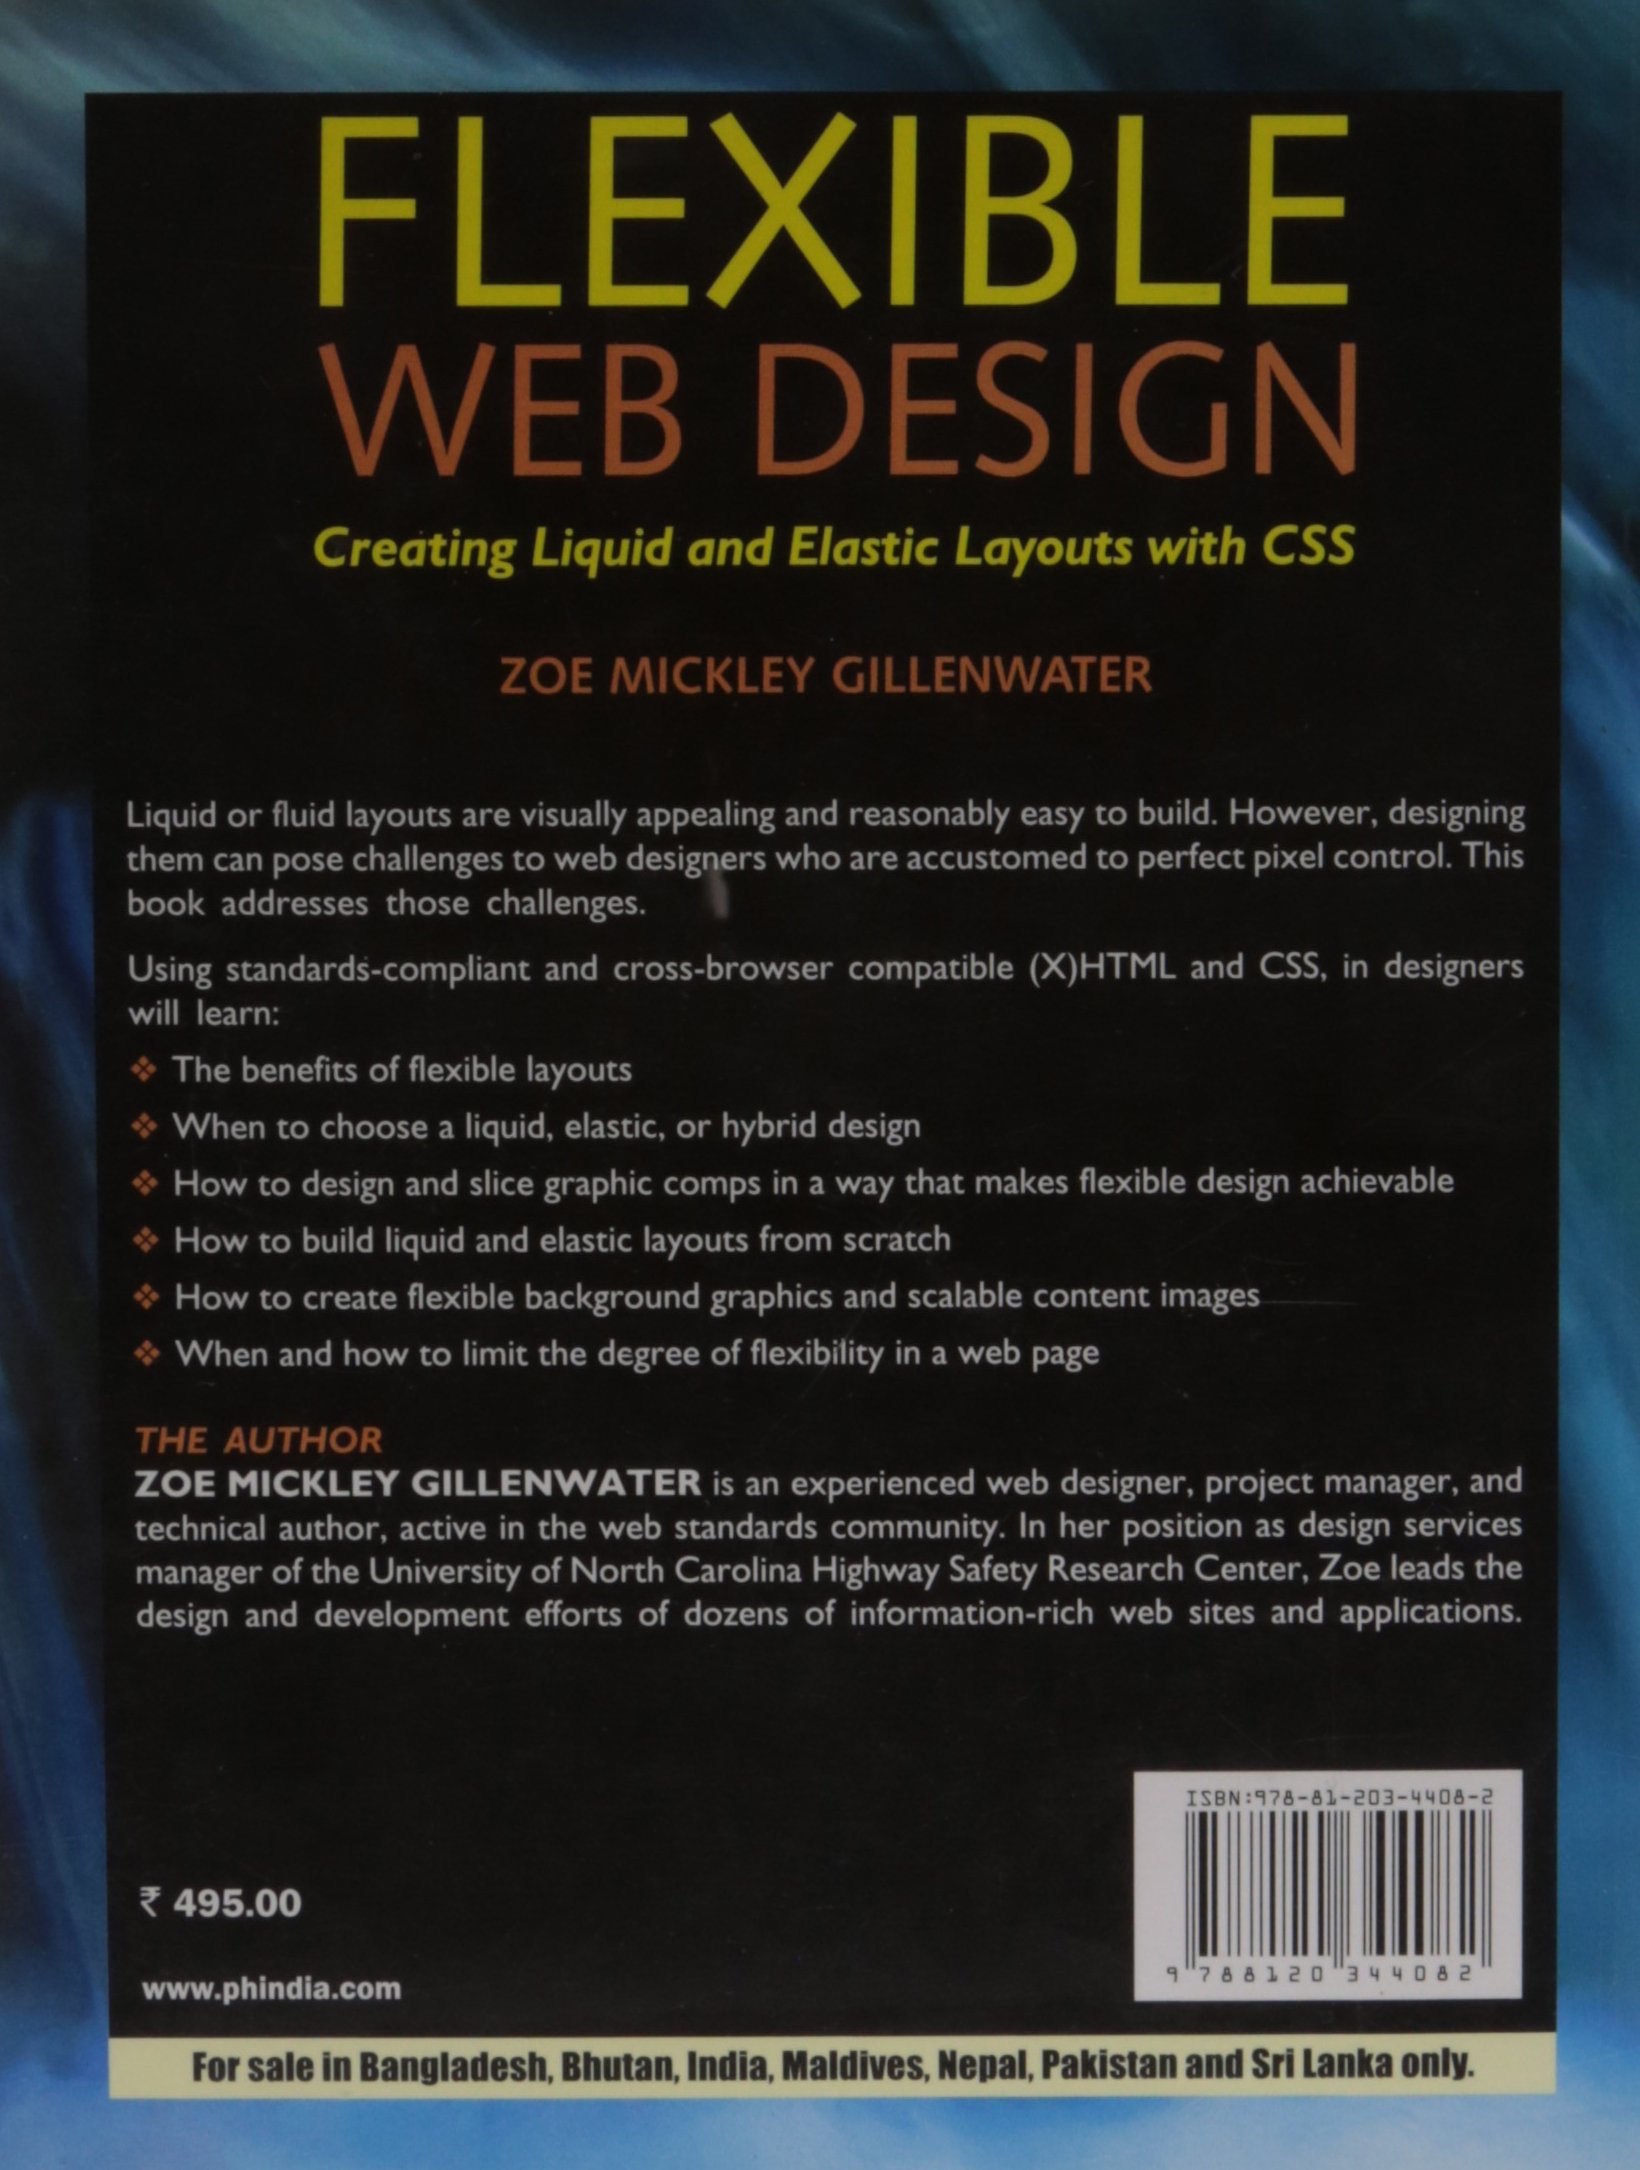 FLEXIBLE
WEB DESIGN
Creating Liquid and Elastic Layouts with CSS
ZOE MICKLEY GILLENWATER
Liquid or fluid layouts are visually appealing and reasonably easy to build. However, designing
them can pose challenges to web designers who are accustomed to perfect pixel control. This
book addresses those challenges.
Using standards-compliant and cross-browser compatible (X)HTML and CSS, in designers
will learn:
❖ The benefits of flexible layouts
❖ When to choose a liquid, elastic, or hybrid design
❖ How to design and slice graphic comps in a way that makes flexible design achievable
❖ How to build liquid and elastic layouts from scratch
❖ How to create flexible background graphics and scalable content images
❖ When and how to limit the degree of flexibility in a web page
THE AUTHOR
ZOE MICKLEY GILLENWATER is an experienced web designer, project manager, and
technical author, active in the web standards community. In her position as design services
manager of the University of North Carolina Highway Safety Research Center, Zoe leads the
design and development efforts of dozens of information-rich web sites and applications.
ISBN:978-81-203-4408-2
₹ 495.00
9 788120 344082
www.phindia.com
For sale in Bangladesh, Bhutan, India, Maldives, Nepal, Pakistan and Sri Lanka only.